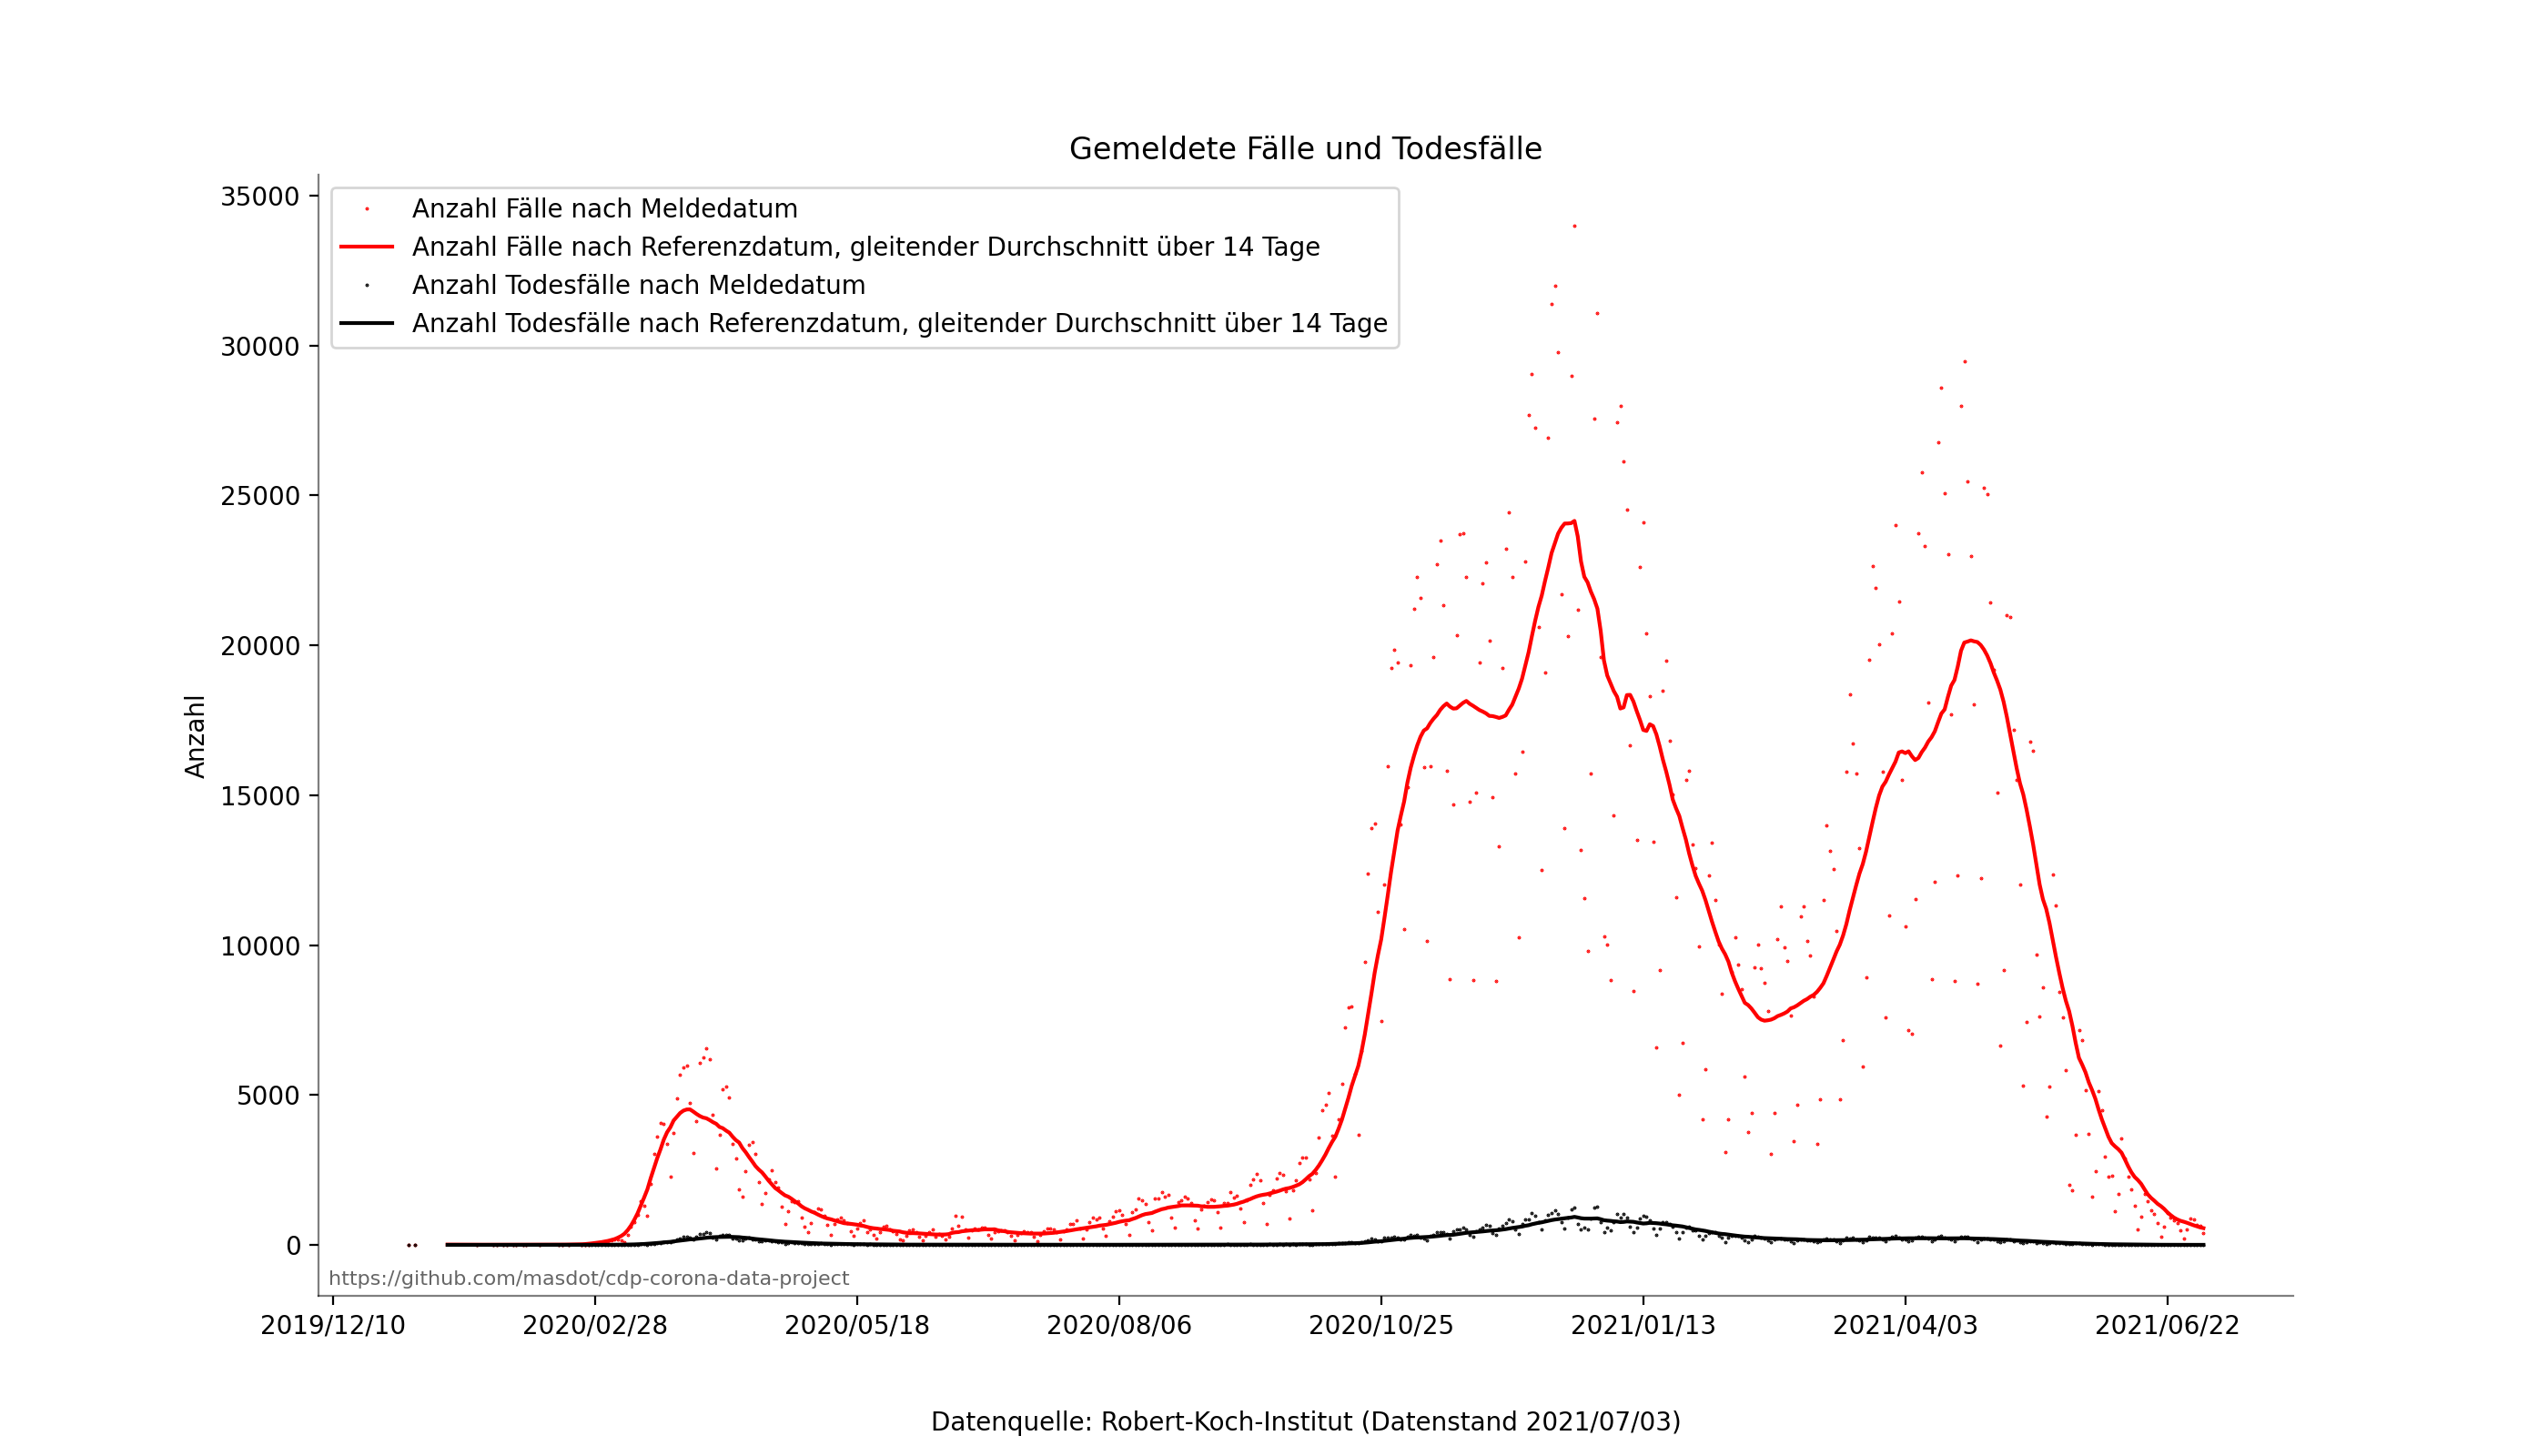 Gemeldete Fälle und Todesfälle
Anzahl Fälle nach Meldedatum
Anzahl Fälle nach Referenzdatum, gleitender Durchschnitt über 14 Tage
Anzahl Todesfälle nach Meldedatum
Anzahl Todesfälle nach Referenzdatum, gleitender Durchschnitt über 14 Tage
Anzahl
35000
30000
25000
20000
15000
10000
5000
0
https://github.com/masdot/cdp-corona-data-project
2019/12/10 2020/02/28 2020/05/18 2020/08/06 2020/10/25 2021/01/13 2021/04/03 2021/06/22
Datenquelle: Robert-Koch-Institut (Datenstand 2021/07/03)